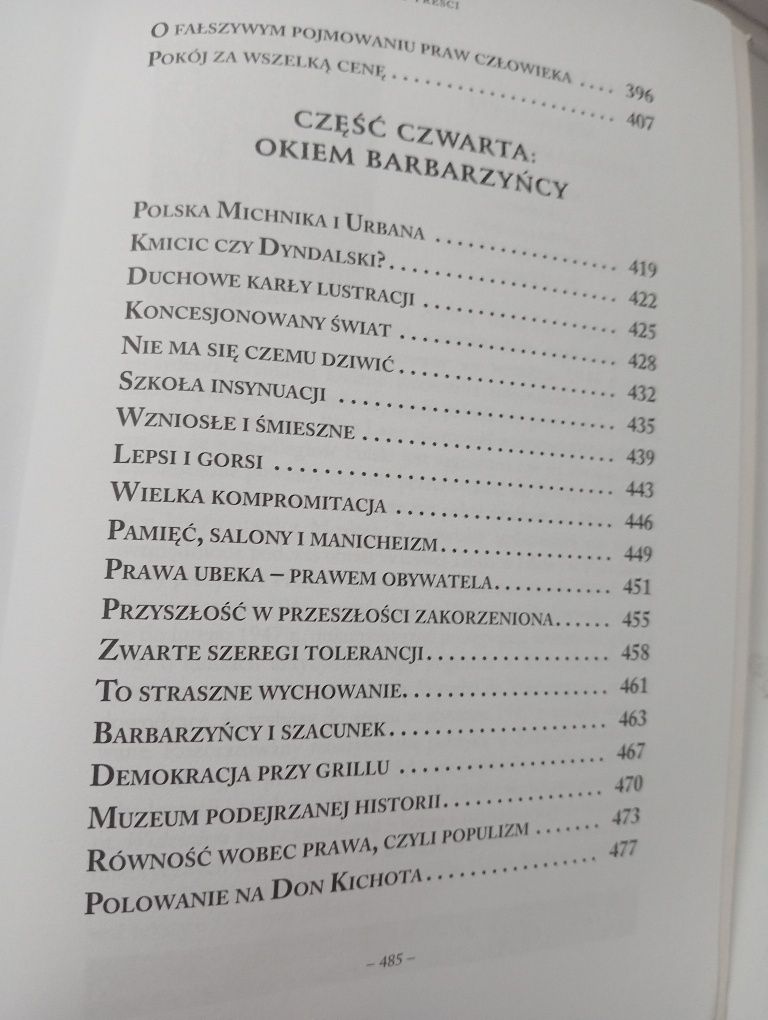 TREŚCI
O FAŁSZYWYM POJMOWANIU PRAW CZŁOWIEKA .... 396
POKÓJ ZA WSZELKĄ CENĘ ........................ 407
CZĘŚĆ CZWARTA:
OKIEM BARBARZYŃCY
POLSKA MICHNIKA I URBANA .................... 419
KMICIC CZY DYNDALSKI?........................ 422
DUCHOWE KARŁY LUSTRACJI ..................... 425
KONCESJONOWANY ŚWIAT ....................... 428
NIE MA SIĘ CZEMU DZIWIĆ...................... 432
SZKOŁA INSYNUACJI ........................... 435
WZNIOSŁE I ŚMIESZNE ......................... 439
LEPSI I GORSI ............................... 443
WIELKA KOMPROMITACJA ....................... 446
PAMIĘĆ, SALONY I MANICHEIZM.................. 449
PRAWA UBEKA – PRAWEM OBYWATELA............ 451
PRZYSZŁOŚĆ W PRZESZŁOŚCI ZAKORZENIONA...... 455
ZWARTE SZEREGI TOLERANCJI.................... 458
TO STRASZNE WYCHOWANIE...................... 461
BARBARZYŃCY I SZACUNEK....................... 463
DEMOKRACJA PRZY GRILLU ...................... 467
MUZEUM PODEJRZANEJ HISTORII.................. 470
RÓWNOŚĆ WOBEC PRAWA, CZYLI POPULIZM ....... 473
POLOWANIE NA DON KICHOTA.................... 477
– 485 –